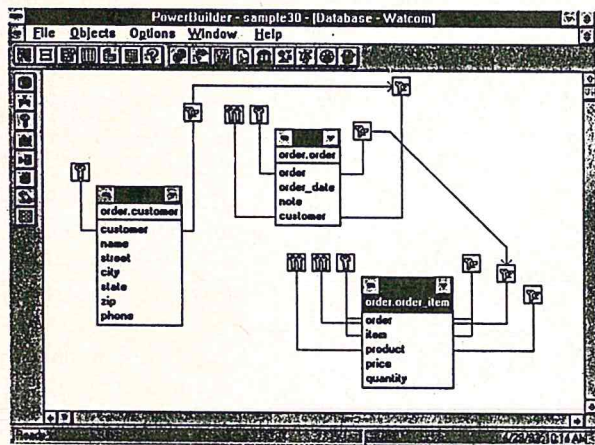 PowerBuilder - sample30 - [Database - Watcom]
File Objects Options Window Help
order.order
order
order_date
note
customer
order.customer
customer
name
street
city
state
zip
phone
order.order_item
order
item
product
price
quantity
Ready